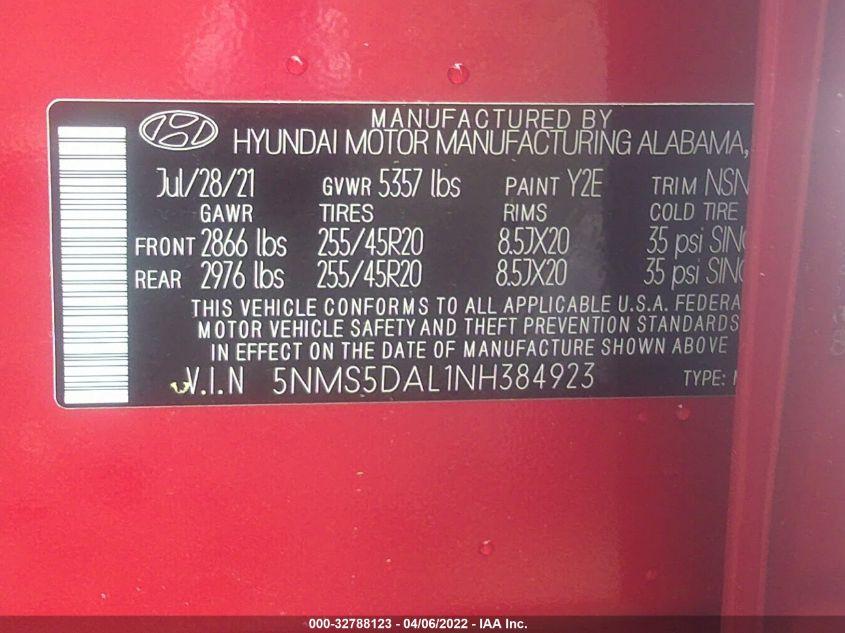 MANUFACTURED BY
HYUNDAI MOTOR MANUFACTURING ALABAMA,
Jul/28/21 GVWR 5357 lbs PAINT Y2E TRIM NSN
GAWR TIRES RIMS COLD TIRE
FRONT 2866 lbs 255/45R20 8.5JX20 35 psi SING
REAR 2976 lbs 255/45R20 8.5JX20 35 psi SING
THIS VEHICLE CONFORMS TO ALL APPLICABLE U.S.A. FEDERA
MOTOR VEHICLE SAFETY AND THEFT PREVENTION STANDARDS
IN EFFECT ON THE DATE OF MANUFACTURE SHOWN ABOVE
V.I.N 5NMS5DAL1NH384923 TYPE:
000-32788123 - 04/06/2022 - IAA Inc.